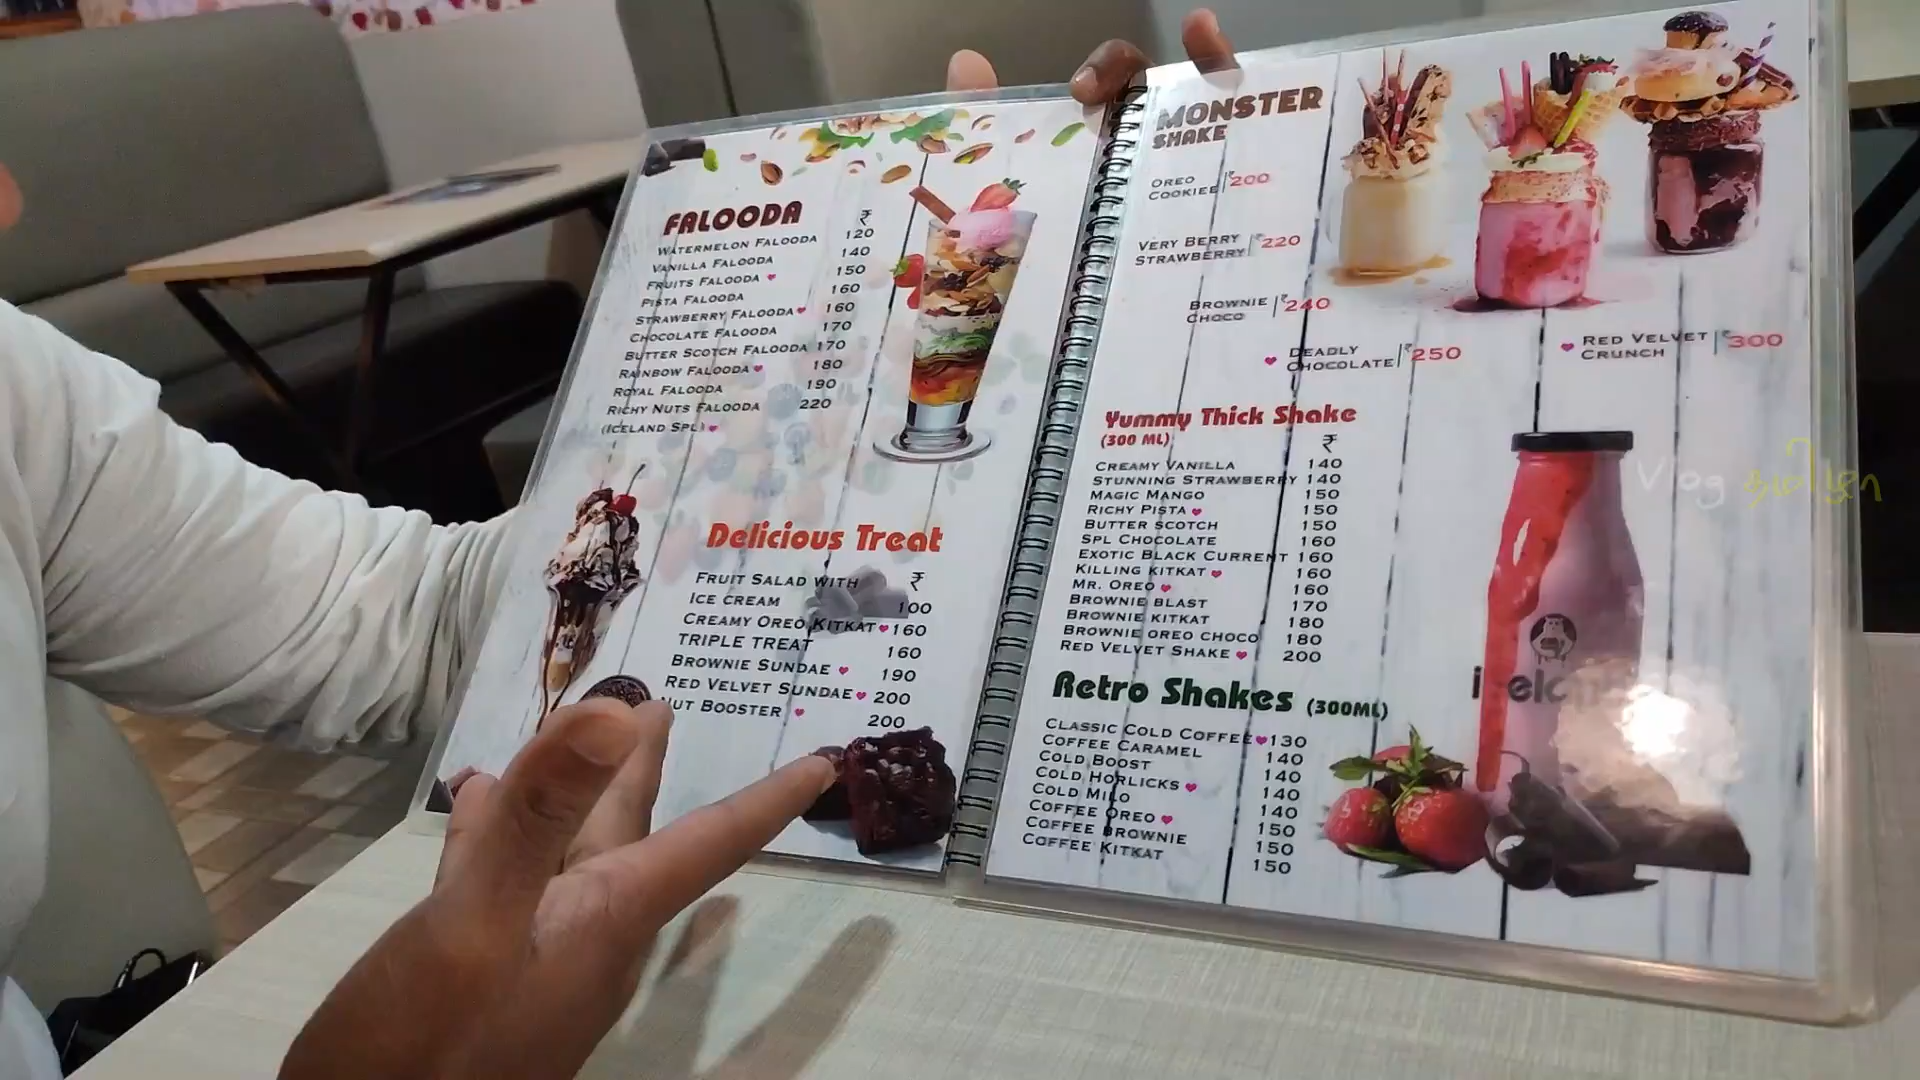 FALOODA ₹
WATERMELON FALOODA 120
VANILLA FALOODA 140
FRUITS FALOODA 150
PISTA FALOODA 160
STRAWBERRY FALOODA 160
CHOCOLATE FALOODA 170
BUTTER SCOTCH FALOODA 170
RAINBOW FALOODA 180
ROYAL FALOODA 190
RICHY NUTS FALOODA 220
(ICELAND SPL)
Delicious Treat
FRUIT SALAD WITH ₹
ICE CREAM 100
CREAMY OREO KITKAT 160
TRIPLE TREAT 160
BROWNIE SUNDAE 190
RED VELVET SUNDAE 200
NUT BOOSTER 200
MONSTER
SHAKE
OREO
COOKIEE ₹200
VERY BERRY
STRAWBERRY ₹220
BROWNIE
CHOCO ₹240
DEADLY
CHOCOLATE ₹250
RED VELVET
CRUNCH ₹300
Yummy Thick Shake
(300 ML) ₹
CREAMY VANILLA 140
STUNNING STRAWBERRY 140
MAGIC MANGO 150
RICHY PISTA 150
BUTTER SCOTCH 150
SPL CHOCOLATE 160
EXOTIC BLACK CURRENT 160
KILLING KITKAT 160
MR. OREO 160
BROWNIE BLAST 170
BROWNIE KITKAT 180
BROWNIE OREO CHOCO 180
RED VELVET SHAKE 200
Retro Shakes (300ML)
CLASSIC COLD COFFEE 130
COFFEE CARAMEL 140
COLD BOOST 140
COLD HORLICKS 140
COLD MILO 140
COFFEE OREO 150
COFFEE BROWNIE 150
COFFEE KITKAT 150
Vlog தமிழா